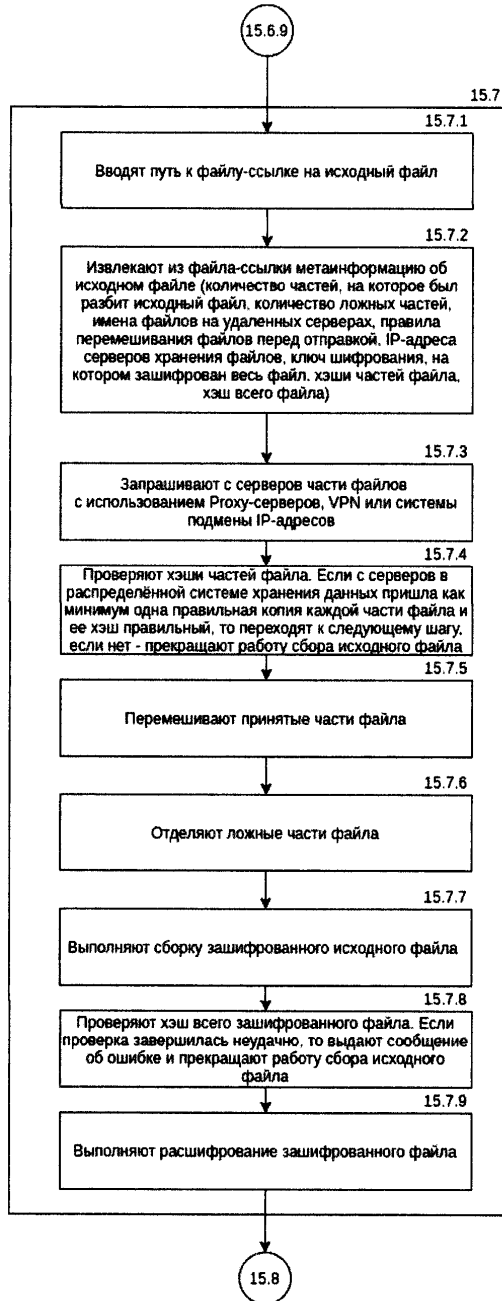 15.6.9
15.7
15.7.1
Вводят путь к файлу-ссылке на исходный файл
15.7.2
Извлекают из файла-ссылки метаинформацию об
исходном файле (количество частей, на которое был
разбит исходный файл, количество ложных частей,
имена файлов на удаленных серверах, правила
перемешивания файлов перед отправкой, IP-адреса
серверов хранения файлов, ключ шифрования, на
котором зашифрован весь файл, хэши частей файла,
хэш всего файла)
15.7.3
Запрашивают с серверов части файлов
с использованием Proxy-серверов, VPN или системы
подмены IP-адресов
15.7.4
Проверяют хэши частей файла. Если с серверов в
распределённой системе хранения данных пришла как
минимум одна правильная копия каждой части файла и
ее хэш правильный, то переходят к следующему шагу,
если нет - прекращают работу сбора исходного файла
15.7.5
Перемешивают принятые части файла
15.7.6
Отделяют ложные части файла
15.7.7
Выполняют сборку зашифрованного исходного файла
15.7.8
Проверяют хэш всего зашифрованного файла. Если
проверка завершилась неудачно, то выдают сообщение
об ошибке и прекращают работу сбора исходного
файла
15.7.9
Выполняют расшифрование зашифрованного файла
15.8